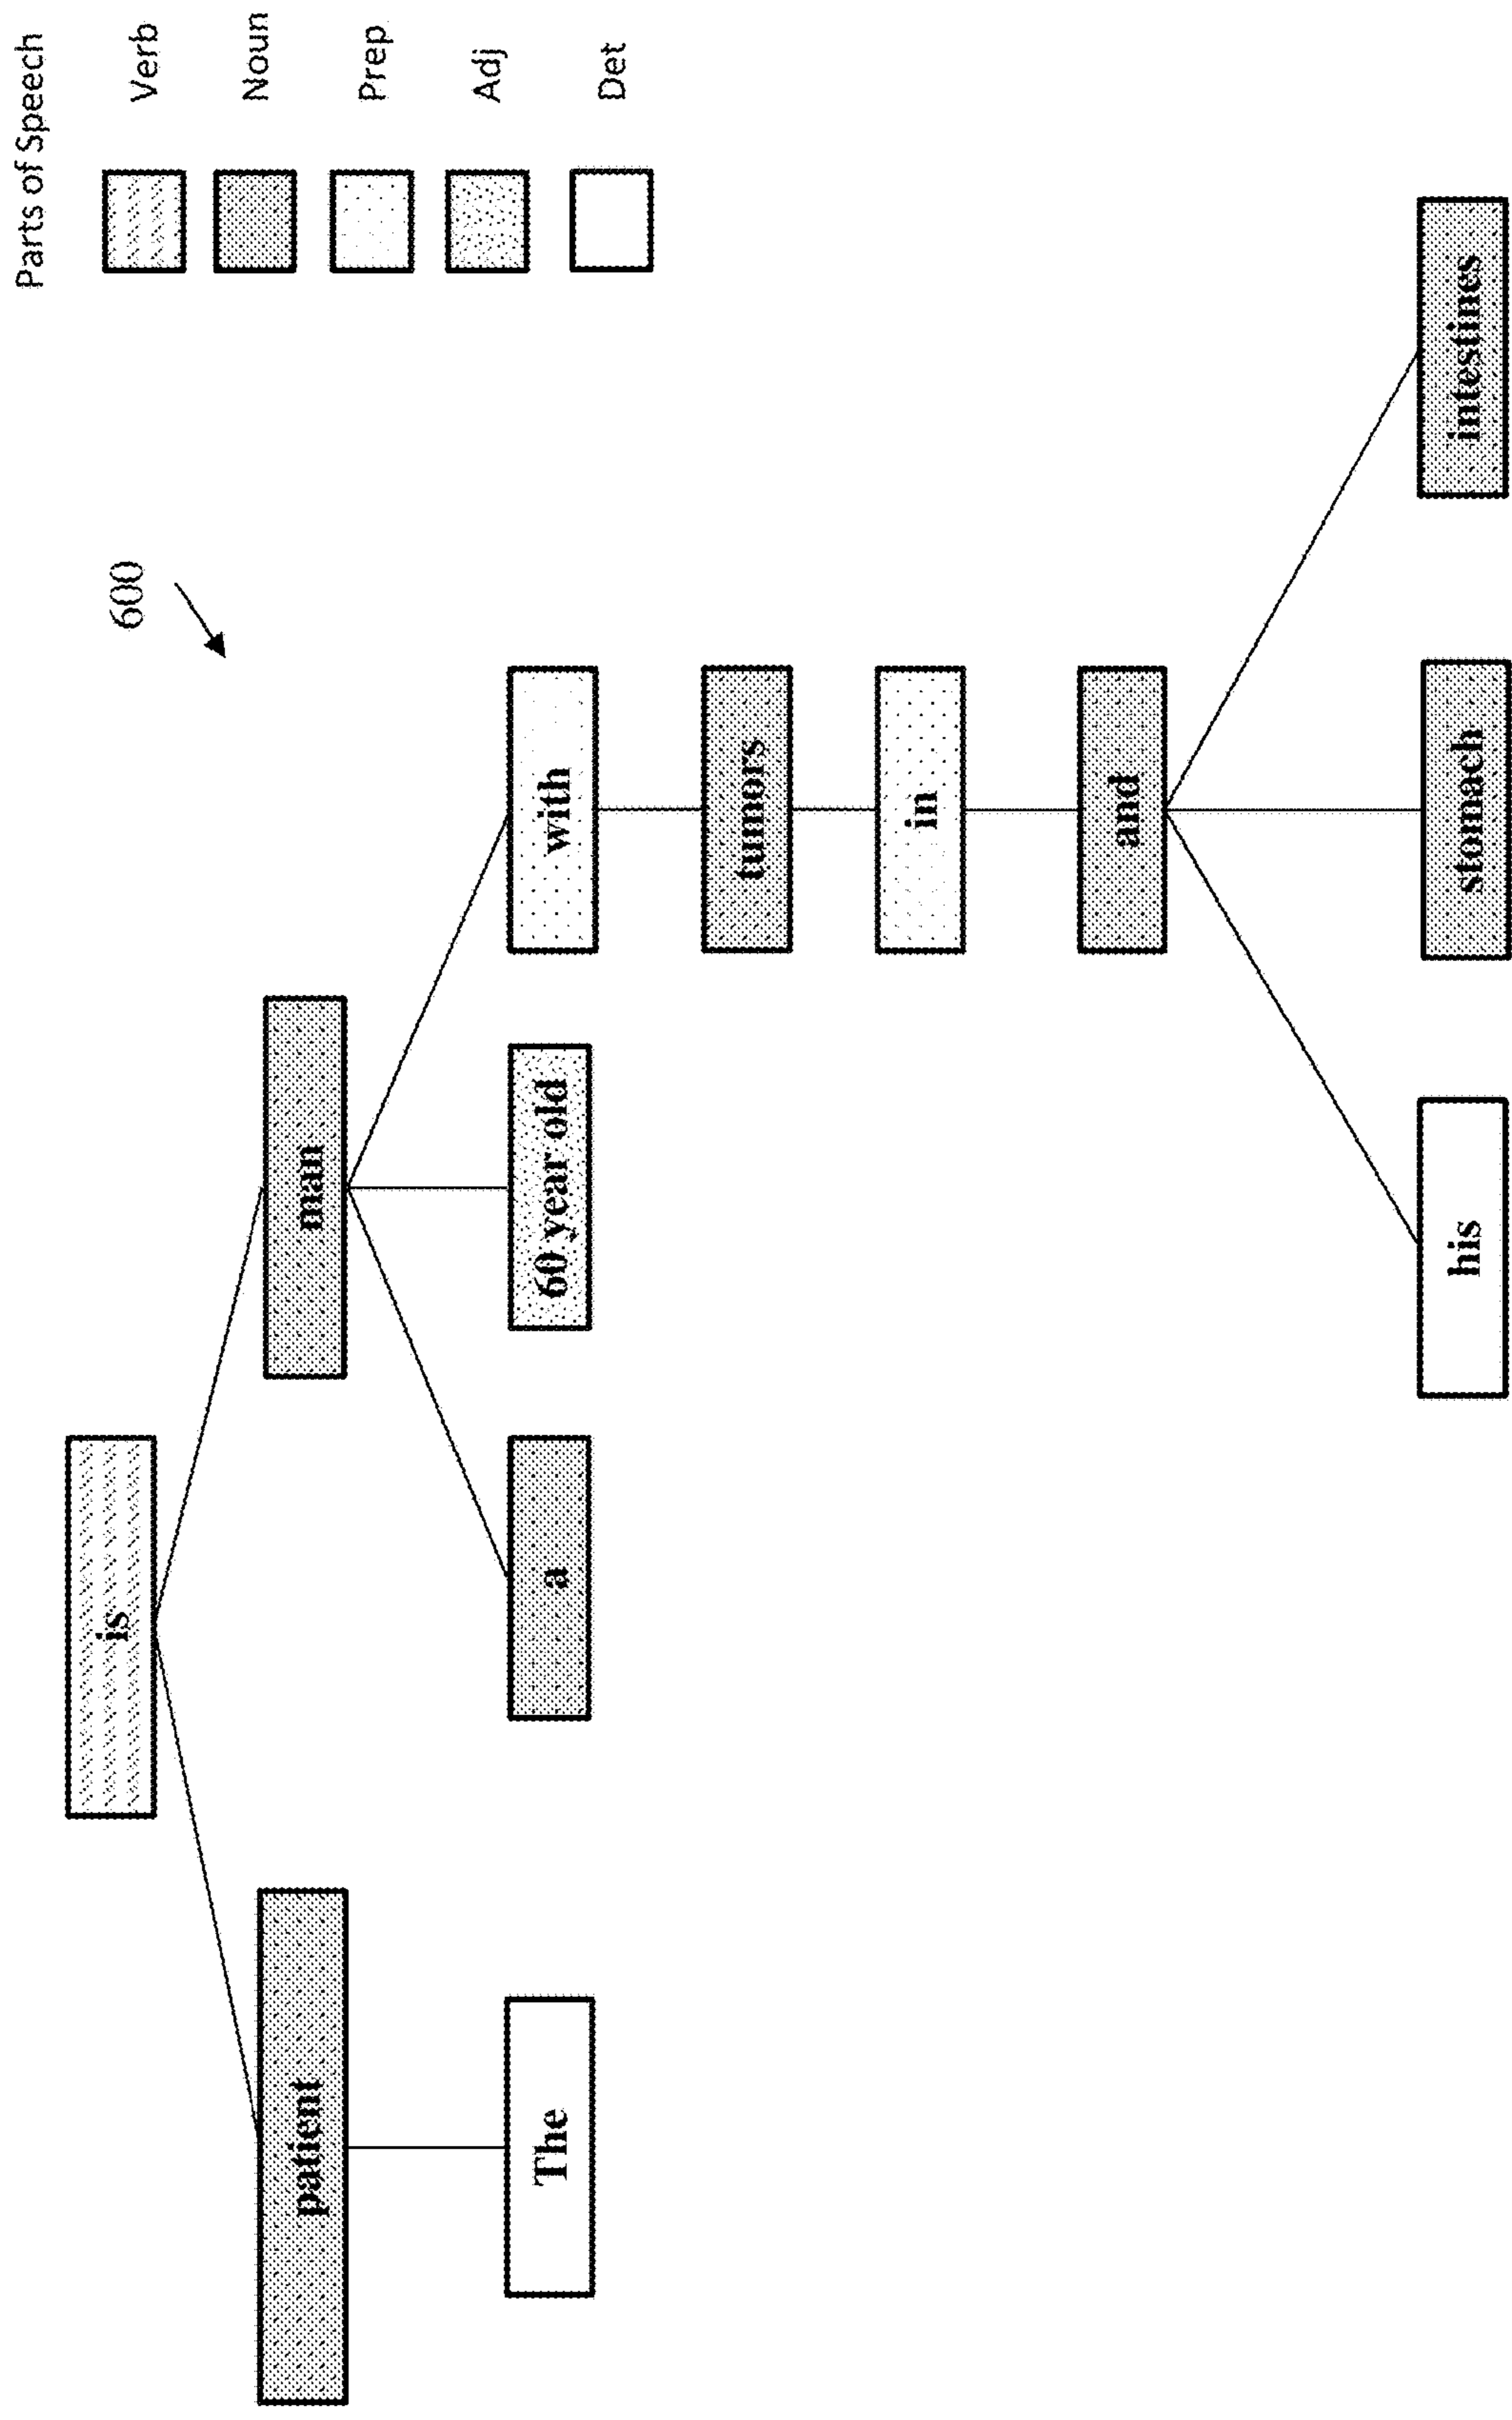 Parts of Speech
Verb
Noun
Prep
Adj
Det
600
is
patient
man
The
a
60 year old
with
tumors
in
and
his
stomach
intestines